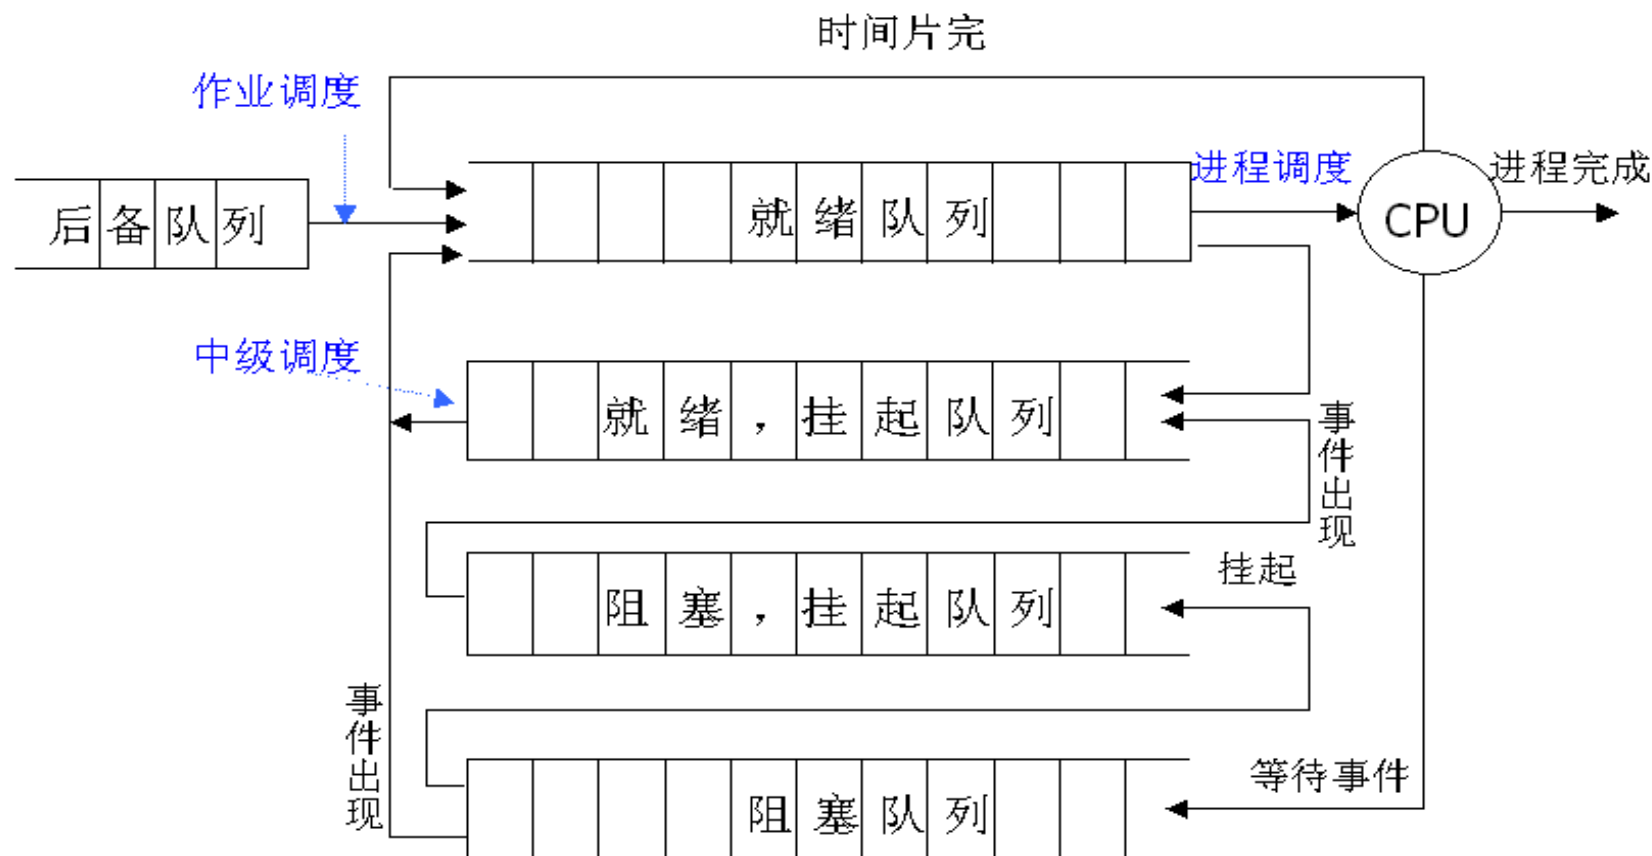 时间片完
作业调度
进程调度
进程完成
后备队列
就绪队列
CPU
中级调度
就绪，挂起队列
事件出现
挂起
阻塞，挂起队列
事件出现
等待事件
阻塞队列